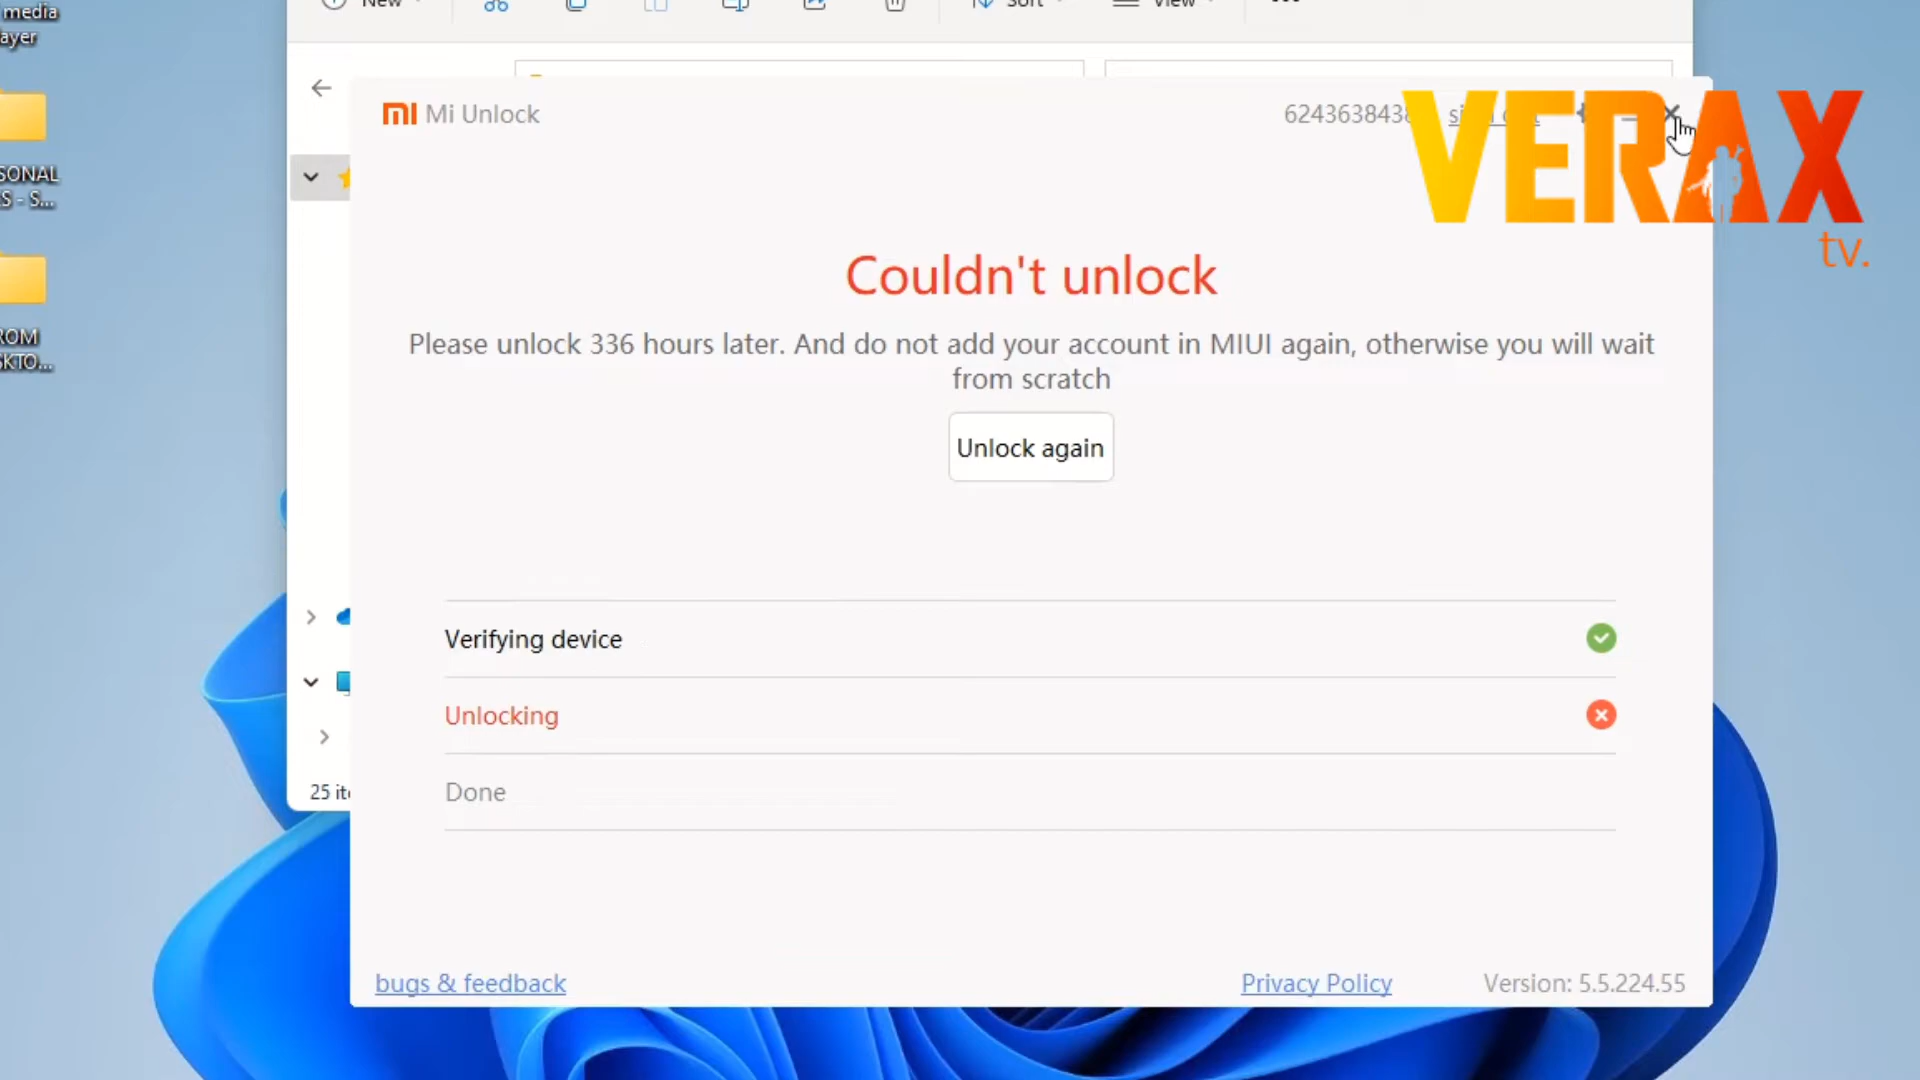 media
New
Sort
View
Mi Unlock
VERAX
tv.
SONAL
S - S...
Couldn't unlock
Please unlock 336 hours later. And do not add your account in MIUI again, otherwise you will wait
from scratch
ROM
KTO...
Unlock again
Verifying device
Unlocking
25 ite
Done
bugs & feedback
Privacy Policy
Version: 5.5.224.55